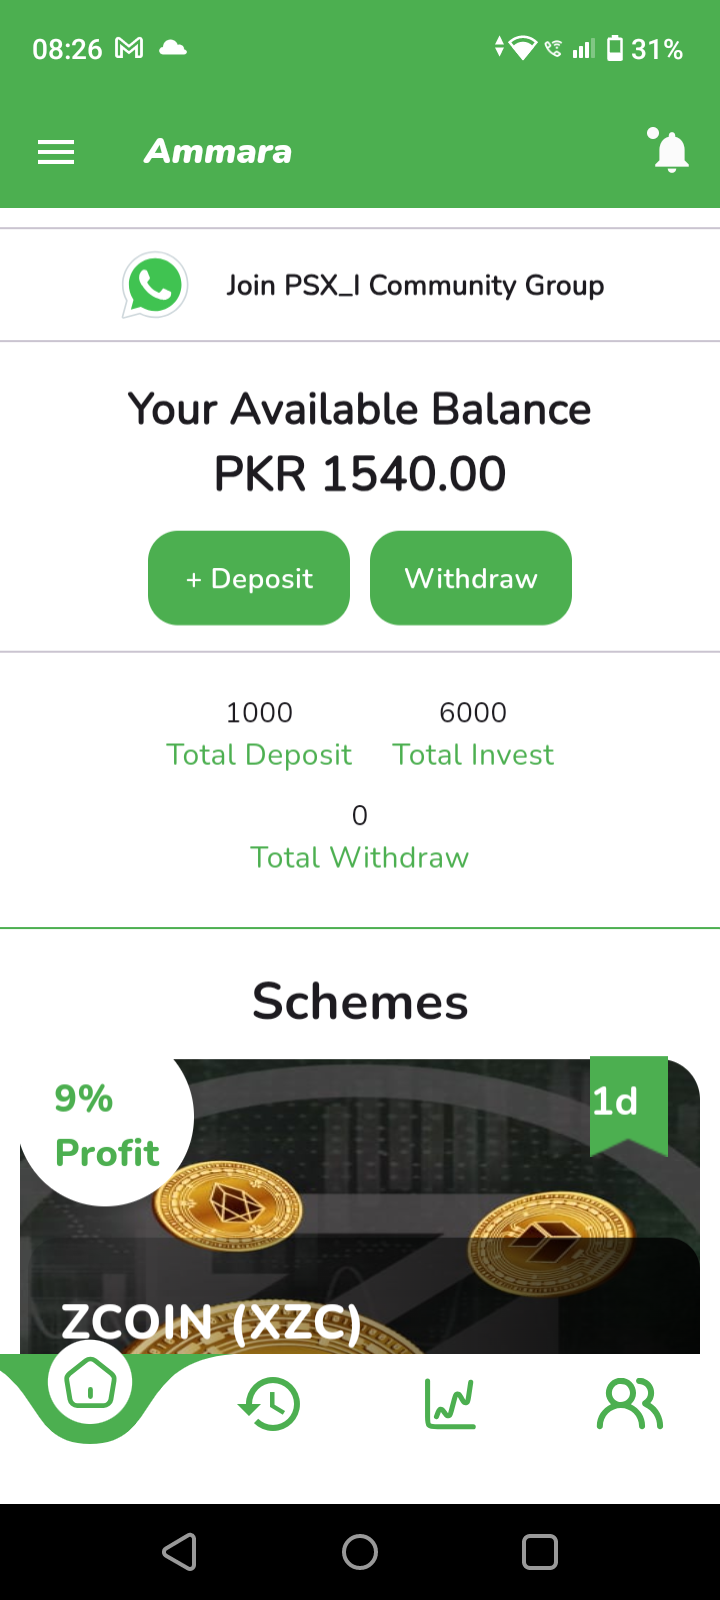 08:26
31%
Ammara
Join PSX_I Community Group
Your Available Balance
PKR 1540.00
+ Deposit
Withdraw
1000
6000
Total Deposit
Total Invest
0
Total Withdraw
Schemes
9%
Profit
1d
ZCOIN (XZC)